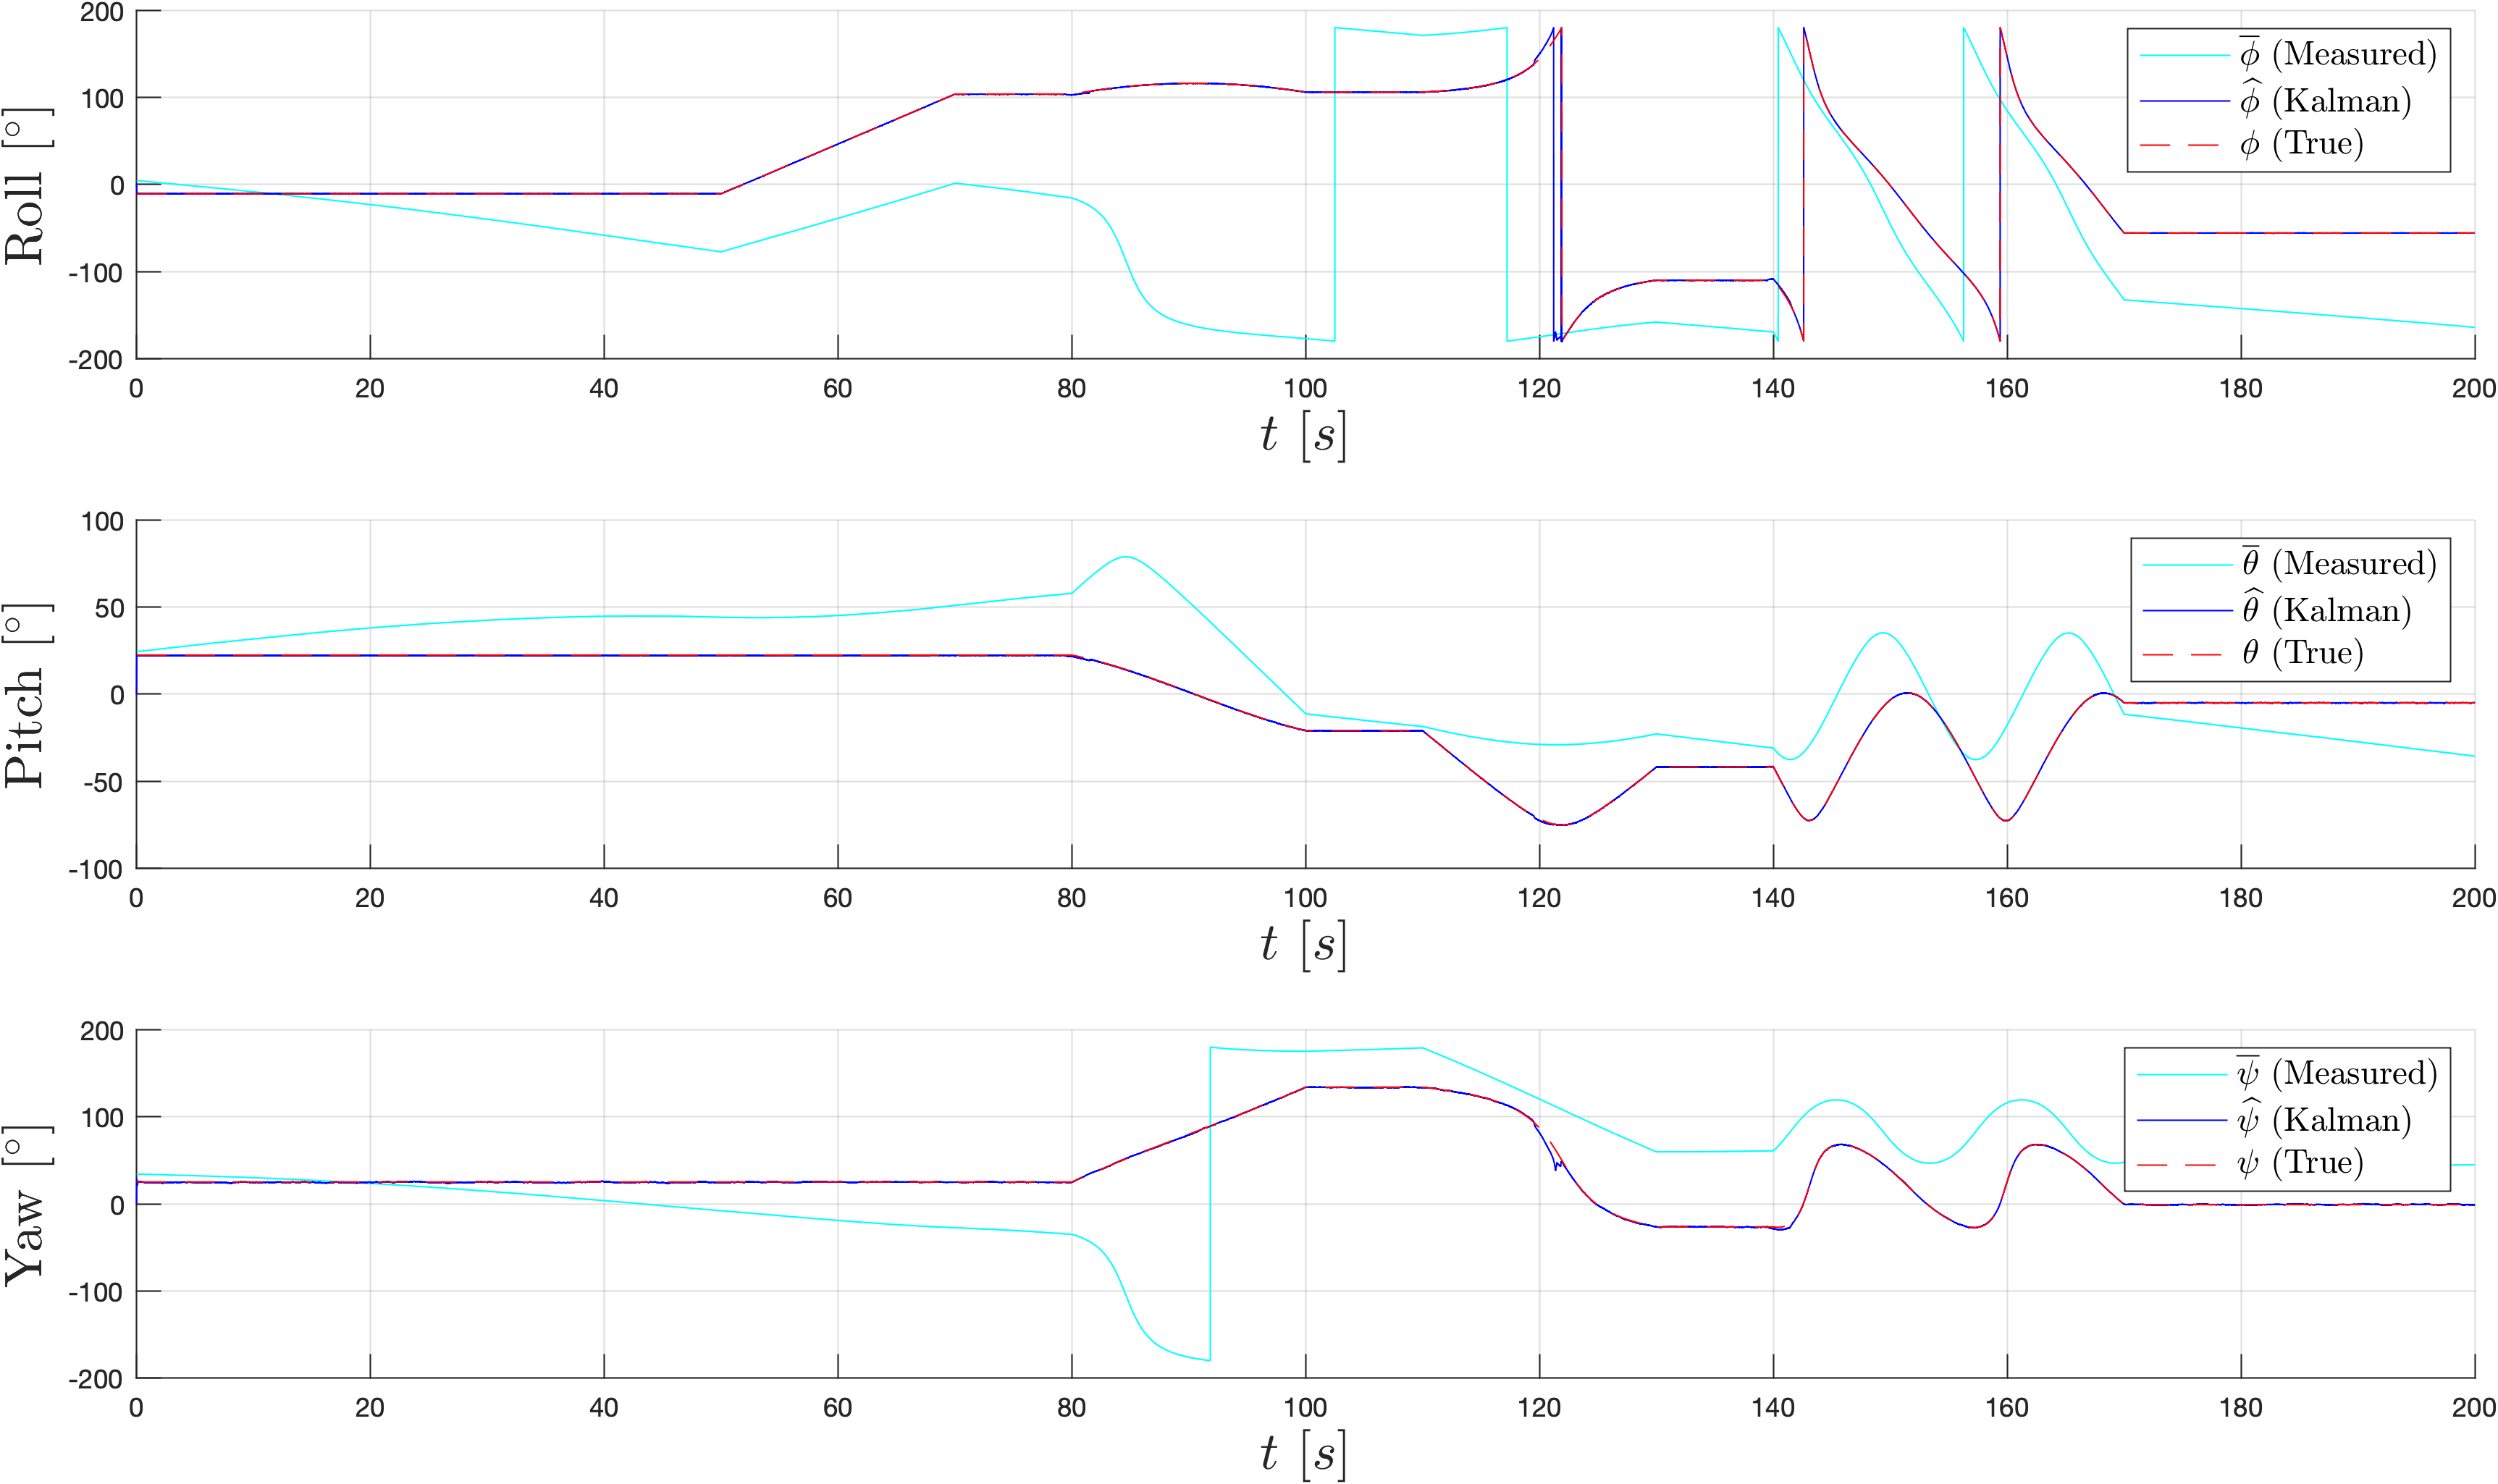 200
100
0
-100
-200
Roll [°]
0 20 40 60 80 100 120 140 160 180 200
t [s]
ϕ̅ (Measured)
ϕ̂ (Kalman)
ϕ (True)
100
50
0
-50
-100
Pitch [°]
0 20 40 60 80 100 120 140 160 180 200
t [s]
θ̅ (Measured)
θ̂ (Kalman)
θ (True)
200
100
0
-100
-200
Yaw [°]
0 20 40 60 80 100 120 140 160 180 200
t [s]
ψ̅ (Measured)
ψ̂ (Kalman)
ψ (True)